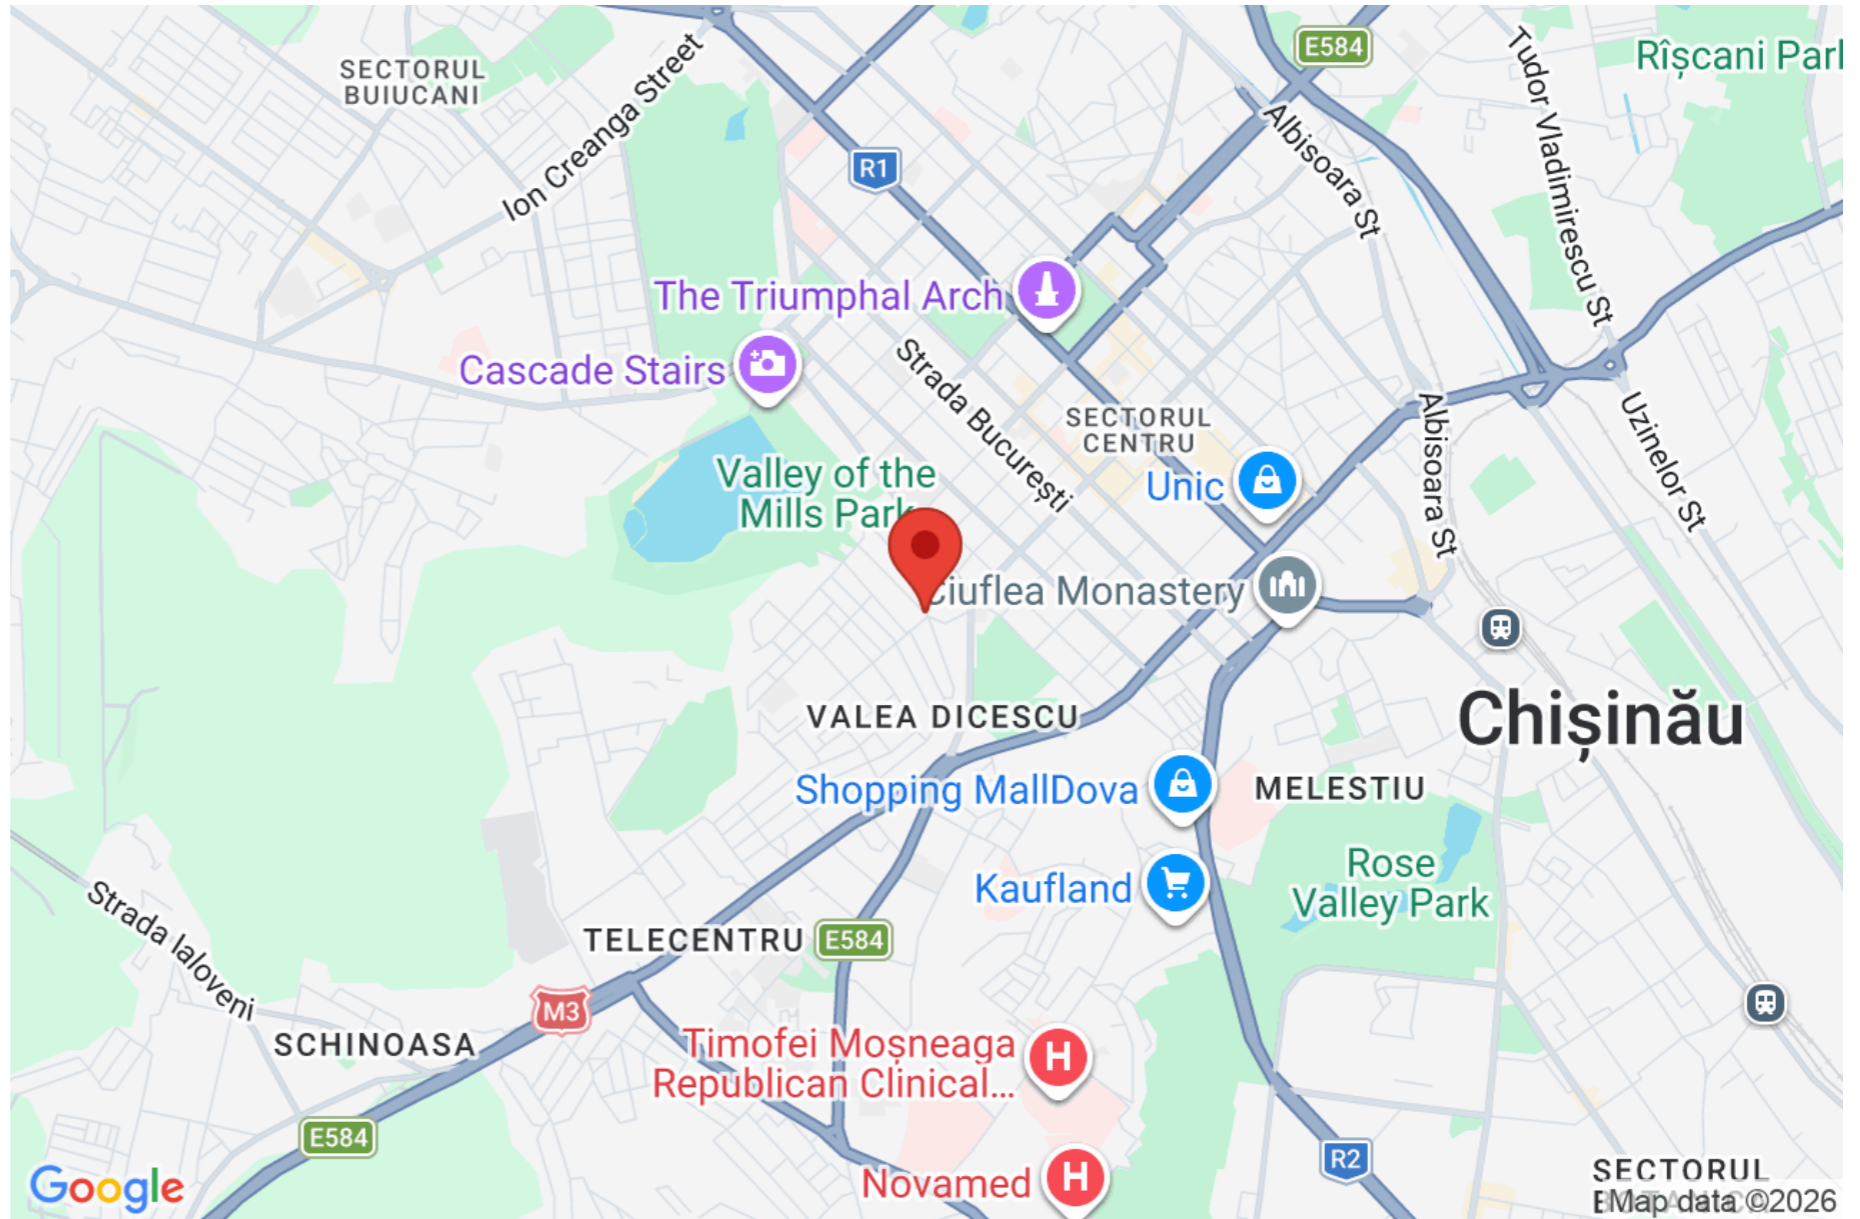 SECTORUL
BUIUCANI
Ion Creanga Street
E584
Tudor Vladimirescu St
Rîșcani Park
Albisoara St
R1
The Triumphal Arch
Cascade Stairs
Strada București
SECTORUL
CENTRU
Albisoara St
Uzinelor St
Valley of the
Mills Park
Unic
Ciuflea Monastery
Chișinău
VALEA DICESCU
Shopping MallDova
MELESTIU
Kaufland
Rose
Valley Park
Strada Ialoveni
TELECENTRU
E584
M3
SCHINOASA
Timofei Moșneaga
Republican Clinical...
H
E584
Novamed
H
R2
SECTORUL
Google
Map data ©2026